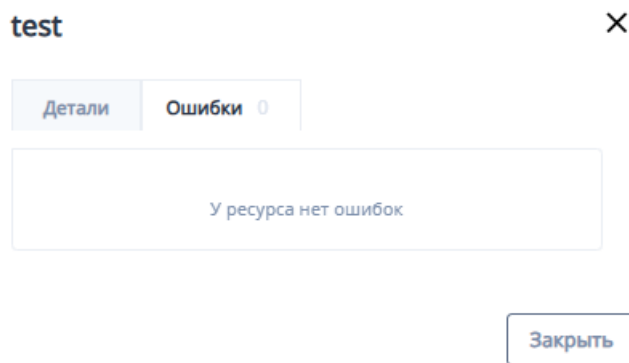 test
Детали Ошибки 0
У ресурса нет ошибок
Закрыть